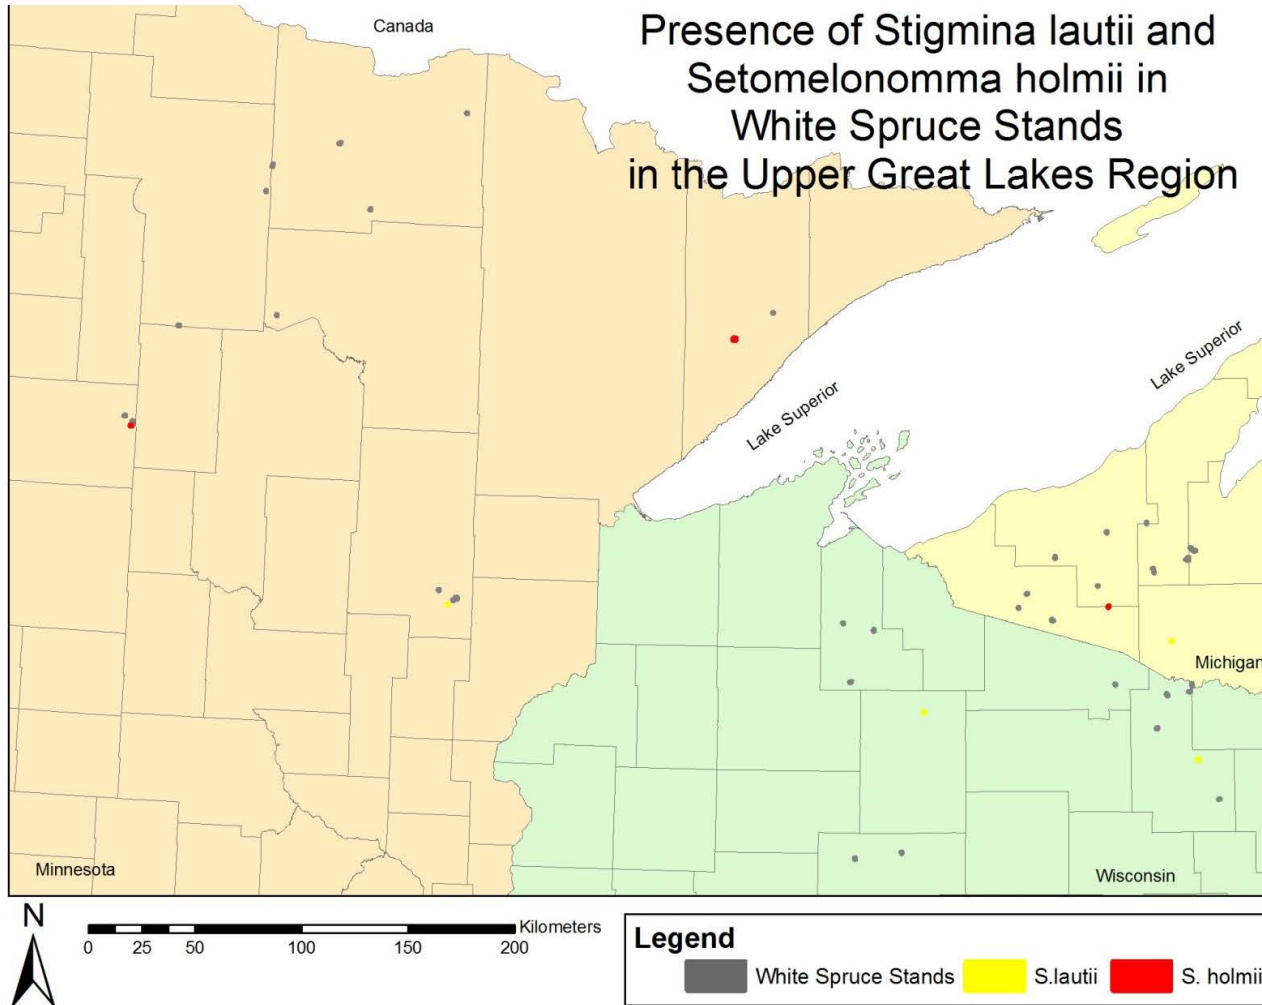 Presence of Stigmina lautii and
Setomelonomma holmii in
White Spruce Stands
in the Upper Great Lakes Region
Canada
Lake Superior
Lake Superior
Michigan
Minnesota
Wisconsin
N
Kilometers
0 25 50 100 150 200
Legend
White Spruce Stands S.lautii S. holmii